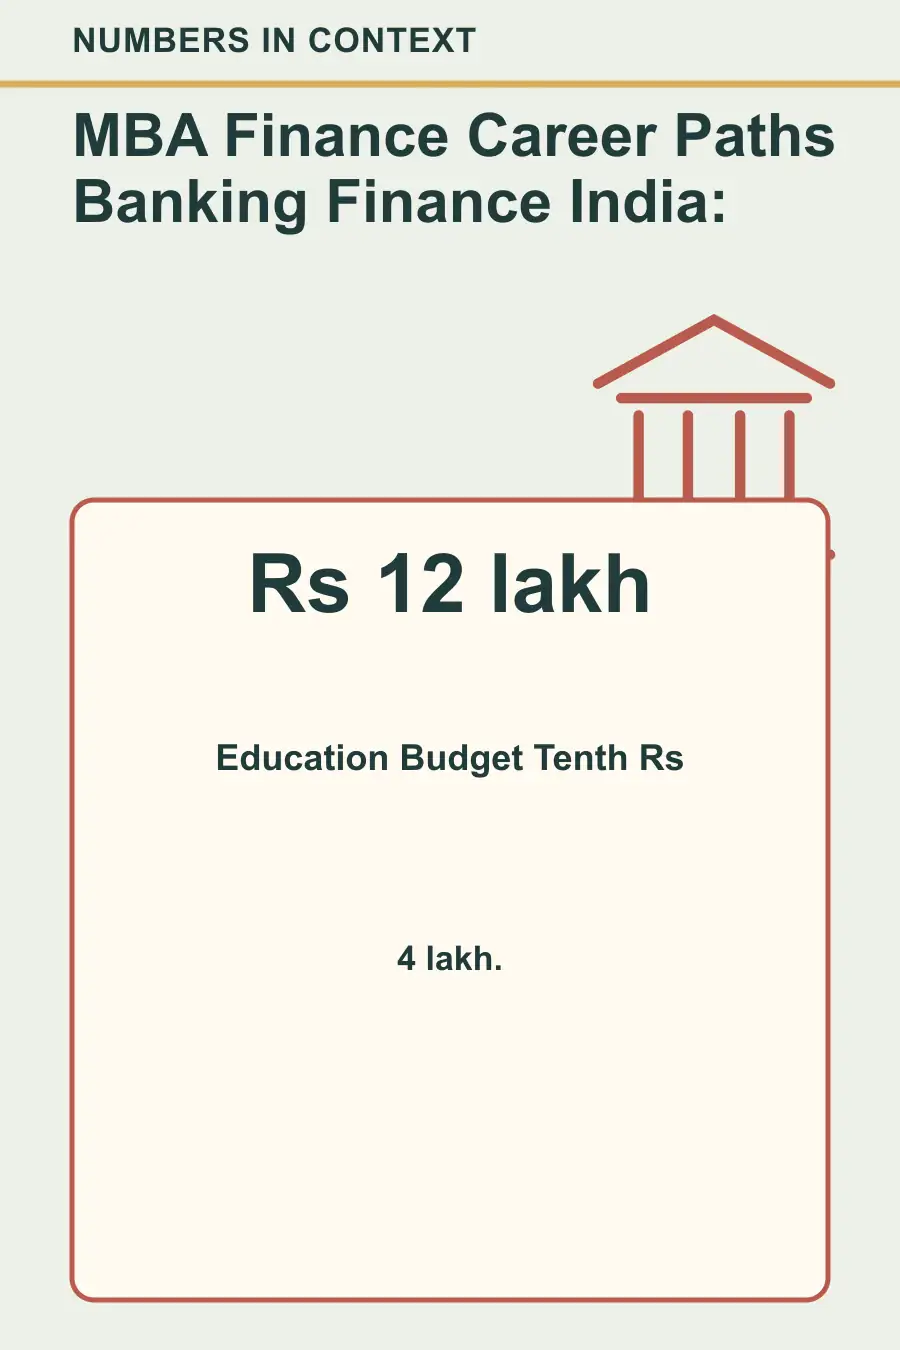 NUMBERS IN CONTEXT
MBA Finance Career Paths
Banking Finance India:
Rs 12 lakh
Education Budget Tenth Rs
4 lakh.